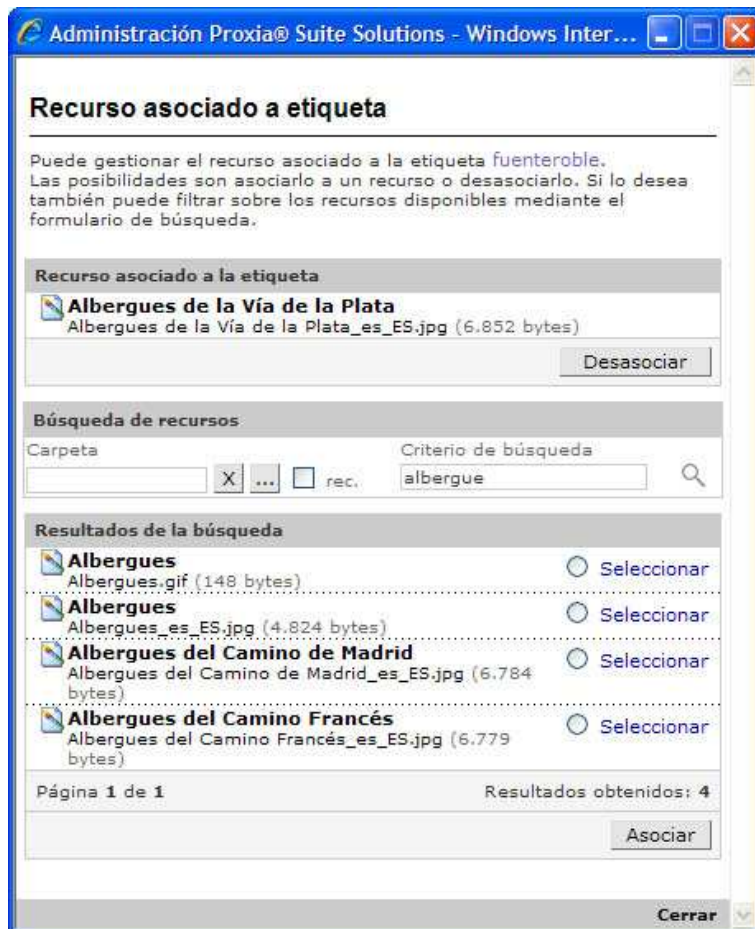 Administración Proxia® Suite Solutions - Windows Inter...
Recurso asociado a etiqueta
Puede gestionar el recurso asociado a la etiqueta fuenteroble.
Las posibilidades son asociarlo a un recurso o desasociarlo. Si lo desea
también puede filtrar sobre los recursos disponibles mediante el
formulario de búsqueda.
Recurso asociado a la etiqueta
Albergues de la Vía de la Plata
Albergues de la Vía de la Plata_es_ES.jpg (6.852 bytes)
Desasociar
Búsqueda de recursos
Carpeta Criterio de búsqueda
X ... rec. albergue
Resultados de la búsqueda
Albergues
Albergues.gif (148 bytes) Seleccionar
Albergues
Albergues_es_ES.jpg (4.824 bytes) Seleccionar
Albergues del Camino de Madrid
Albergues del Camino de Madrid_es_ES.jpg (6.784 Seleccionar
bytes)
Albergues del Camino Francés
Albergues del Camino Francés_es_ES.jpg (6.779 Seleccionar
bytes)
Página 1 de 1 Resultados obtenidos: 4
Asociar
Cerrar